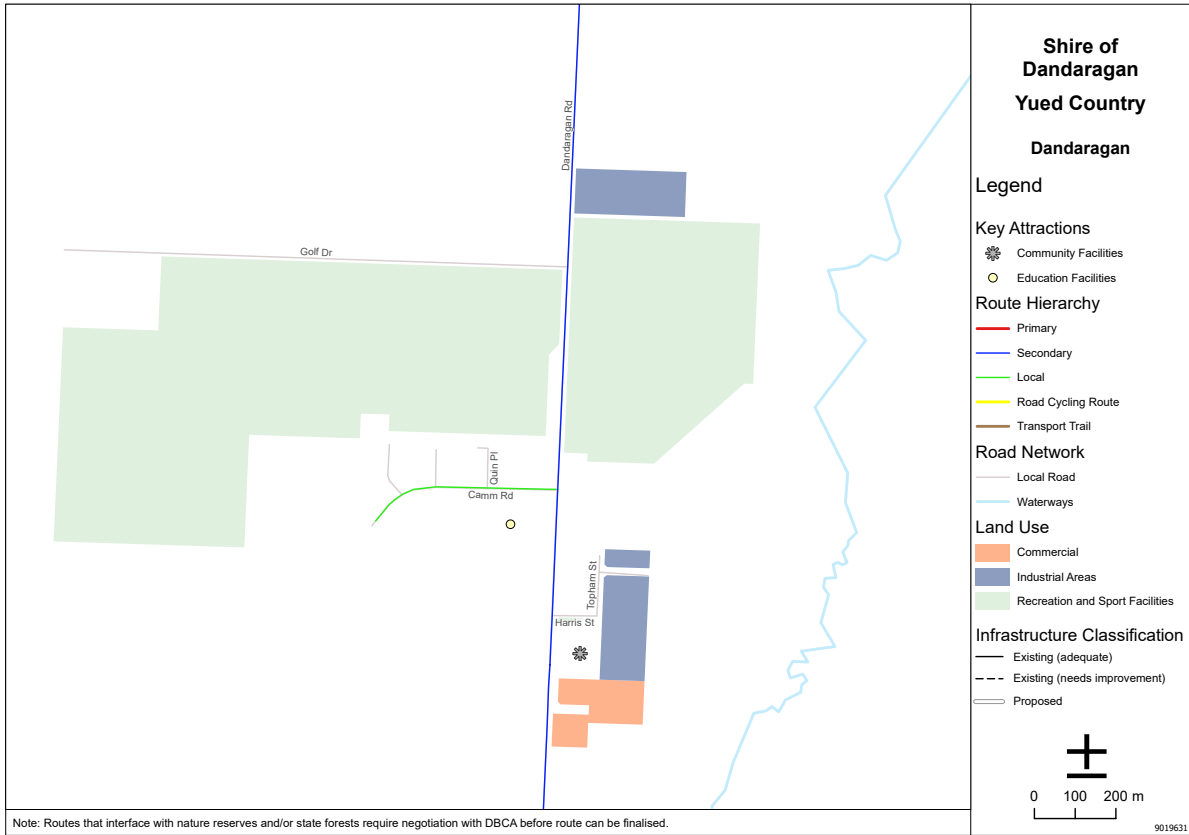 Dandaragan Rd
Golf Dr
Quin Pl
Camm Rd
Topham St
Harris St
Note: Routes that interface with nature reserves and/or state forests require negotiation with DBCA before route can be finalised.
Shire of
Dandaragan
Yued Country
Dandaragan
Legend
Key Attractions
Community Facilities
Education Facilities
Route Hierarchy
Primary
Secondary
Local
Road Cycling Route
Transport Trail
Road Network
Local Road
Waterways
Land Use
Commercial
Industrial Areas
Recreation and Sport Facilities
Infrastructure Classification
Existing (adequate)
Existing (needs improvement)
Proposed
0 100 200 m
9019631